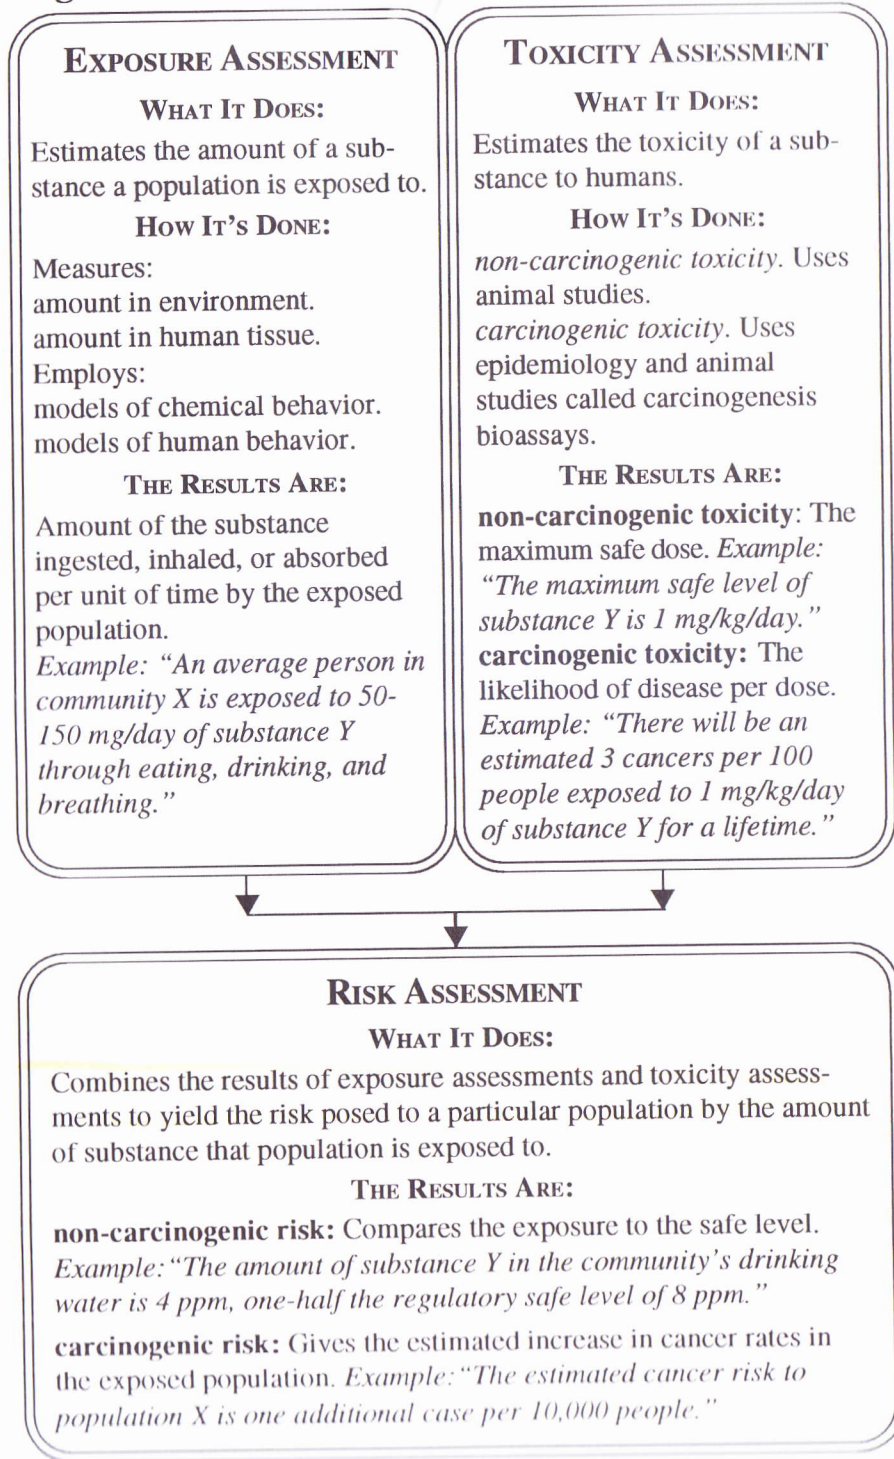 EXPOSURE ASSESSMENT
WHAT IT DOES:
Estimates the amount of a sub-
stance a population is exposed to.
HOW IT'S DONE:
Measures:
amount in environment.
amount in human tissue.
Employs:
models of chemical behavior.
models of human behavior.
THE RESULTS ARE:
Amount of the substance
ingested, inhaled, or absorbed
per unit of time by the exposed
population.
Example: “An average person in
community X is exposed to 50-
150 mg/day of substance Y
through eating, drinking, and
breathing.”
TOXICITY ASSESSMENT
WHAT IT DOES:
Estimates the toxicity of a sub-
stance to humans.
HOW IT'S DONE:
non-carcinogenic toxicity. Uses
animal studies.
carcinogenic toxicity. Uses
epidemiology and animal
studies called carcinogenesis
bioassays.
THE RESULTS ARE:
non-carcinogenic toxicity: The
maximum safe dose. Example:
“The maximum safe level of
substance Y is 1 mg/kg/day.”
carcinogenic toxicity: The
likelihood of disease per dose.
Example: “There will be an
estimated 3 cancers per 100
people exposed to 1 mg/kg/day
of substance Y for a lifetime.”
RISK ASSESSMENT
WHAT IT DOES:
Combines the results of exposure assessments and toxicity assess-
ments to yield the risk posed to a particular population by the amount
of substance that population is exposed to.
THE RESULTS ARE:
non-carcinogenic risk: Compares the exposure to the safe level.
Example: “The amount of substance Y in the community's drinking
water is 4 ppm, one-half the regulatory safe level of 8 ppm.”
carcinogenic risk: Gives the estimated increase in cancer rates in
the exposed population. Example: “The estimated cancer risk to
population X is one additional case per 10,000 people.”